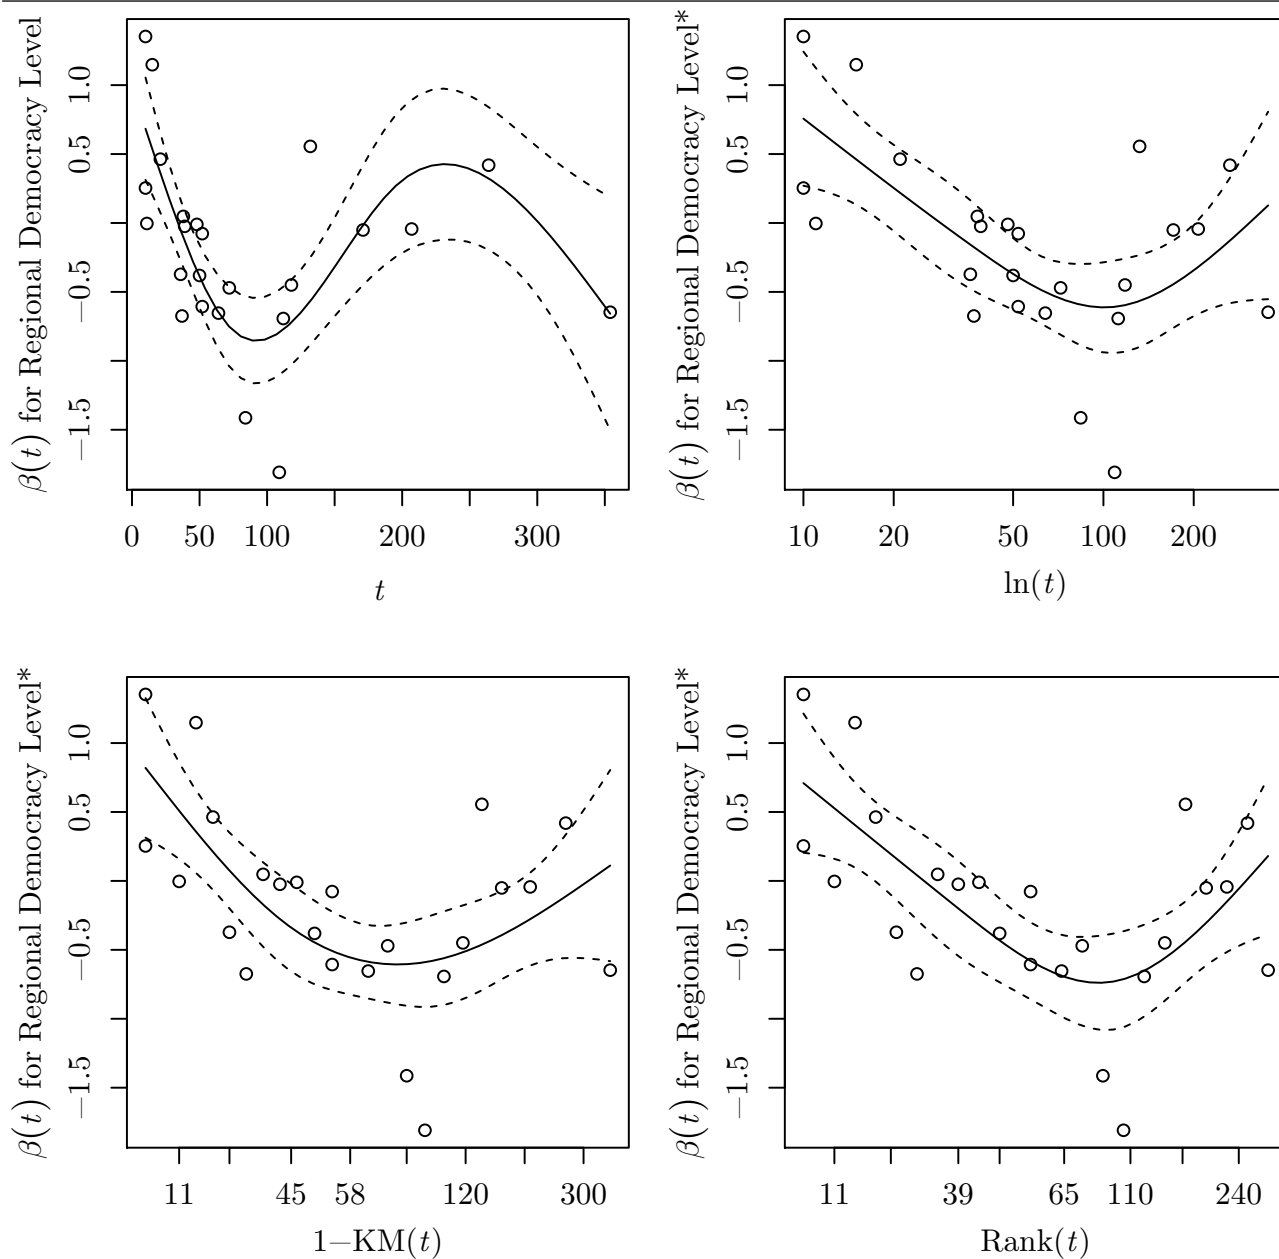 β(t) for Regional Democracy Level
1.0
0.5
−0.5
−1.5
0 50 100 200 300
t
β(t) for Regional Democracy Level*
1.0
0.5
−0.5
−1.5
10 20 50 100 200
ln(t)
β(t) for Regional Democracy Level*
1.0
0.5
−0.5
−1.5
11 45 58 120 300
1−KM(t)
β(t) for Regional Democracy Level*
1.0
0.5
−0.5
−1.5
11 39 65 110 240
Rank(t)